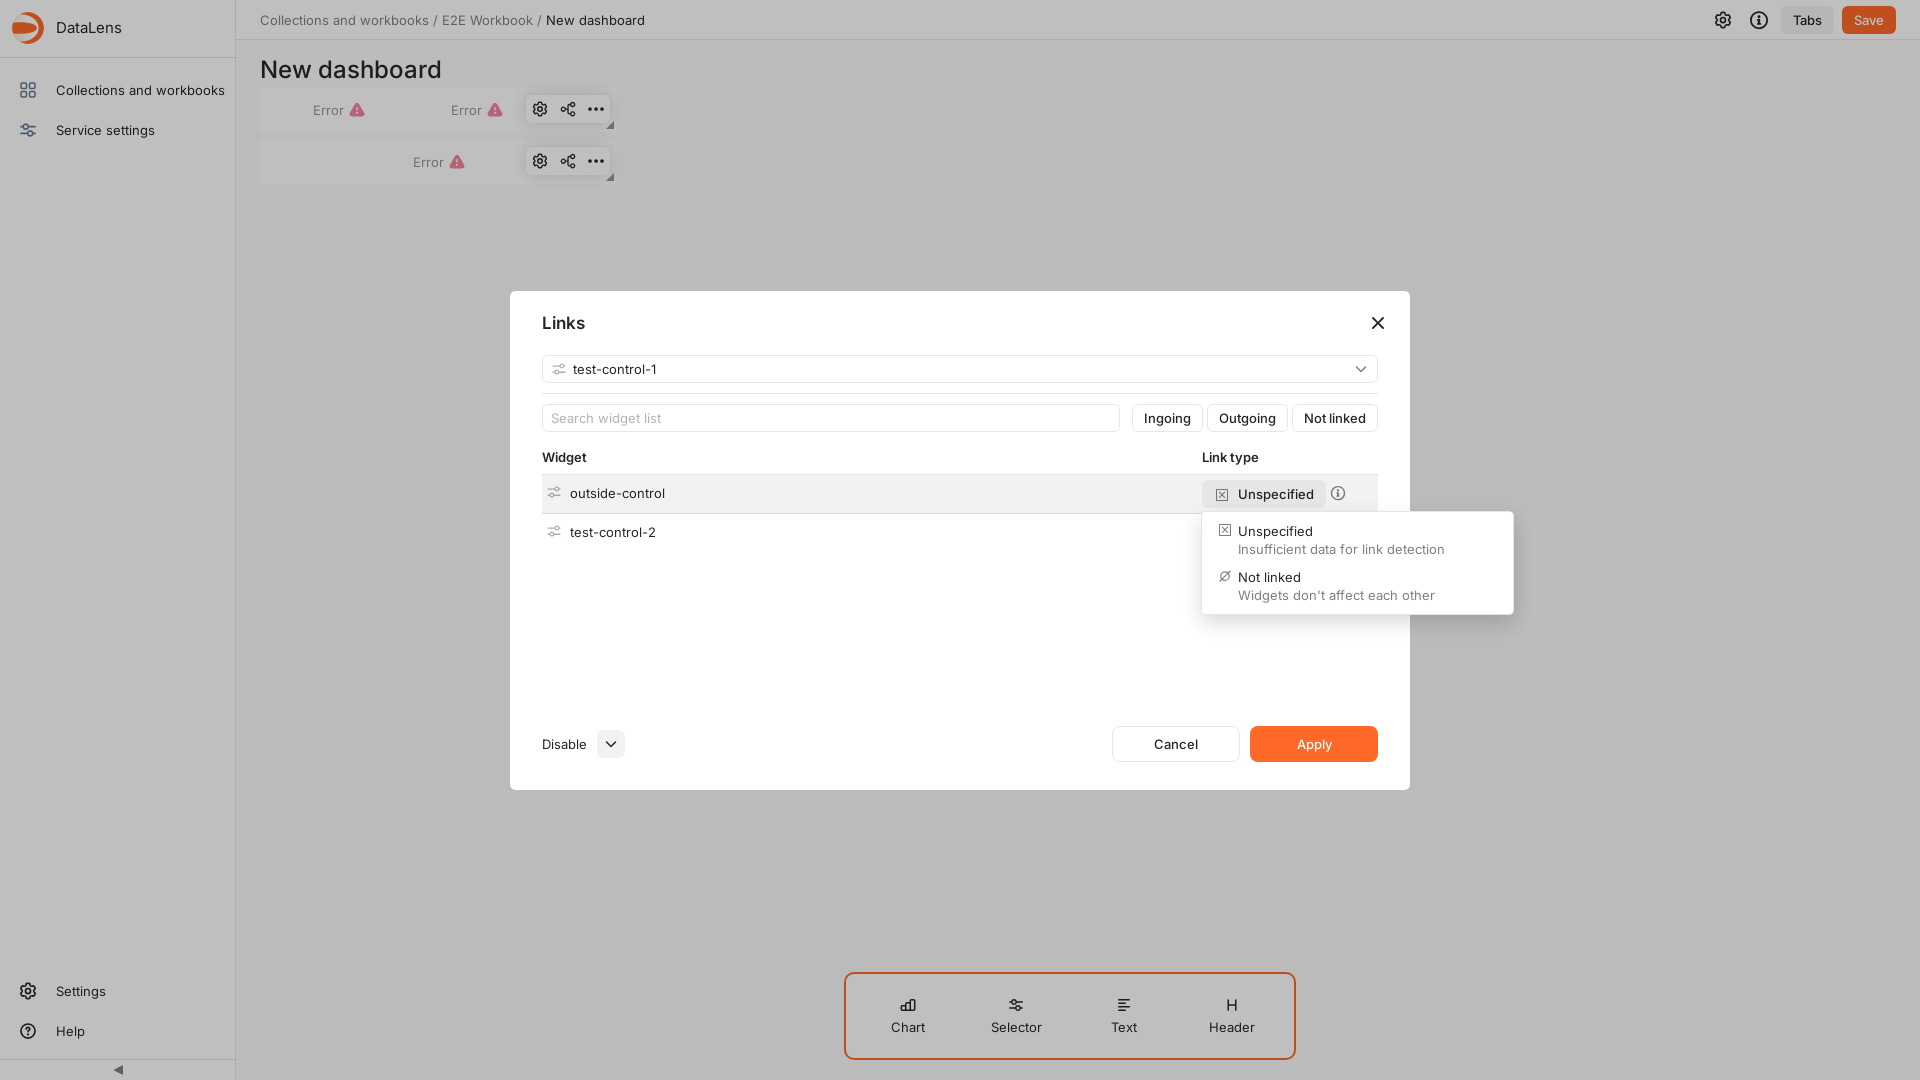 DataLens
Collections and workbooks / E2E Workbook / New dashboard
Tabs
Save
Collections and workbooks
Service settings
New dashboard
Error
Error
Error
Links
test-control-1
Search widget list
Ingoing
Outgoing
Not linked
Widget
Link type
outside-control
Unspecified
test-control-2
Unspecified
Insufficient data for link detection
Not linked
Widgets don't affect each other
Disable
Cancel
Apply
Settings
Help
Chart
Selector
Text
Header